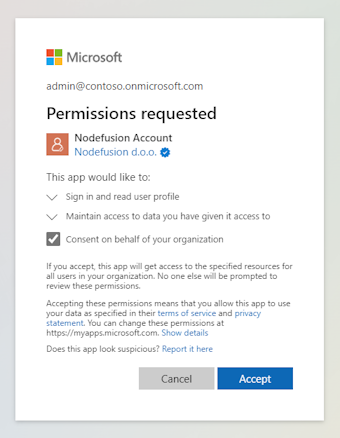 Microsoft
admin@contoso.onmicrosoft.com
Permissions requested
Nodefusion Account
Nodefusion d.o.o.
This app would like to:
Sign in and read user profile
Maintain access to data you have given it access to
Consent on behalf of your organization
If you accept, this app will get access to the specified resources for
all users in your organization. No one else will be prompted to
review these permissions.
Accepting these permissions means that you allow this app to use
your data as specified in their terms of service and privacy
statement. You can change these permissions at
https://myapps.microsoft.com. Show details
Does this app look suspicious? Report it here
Cancel
Accept